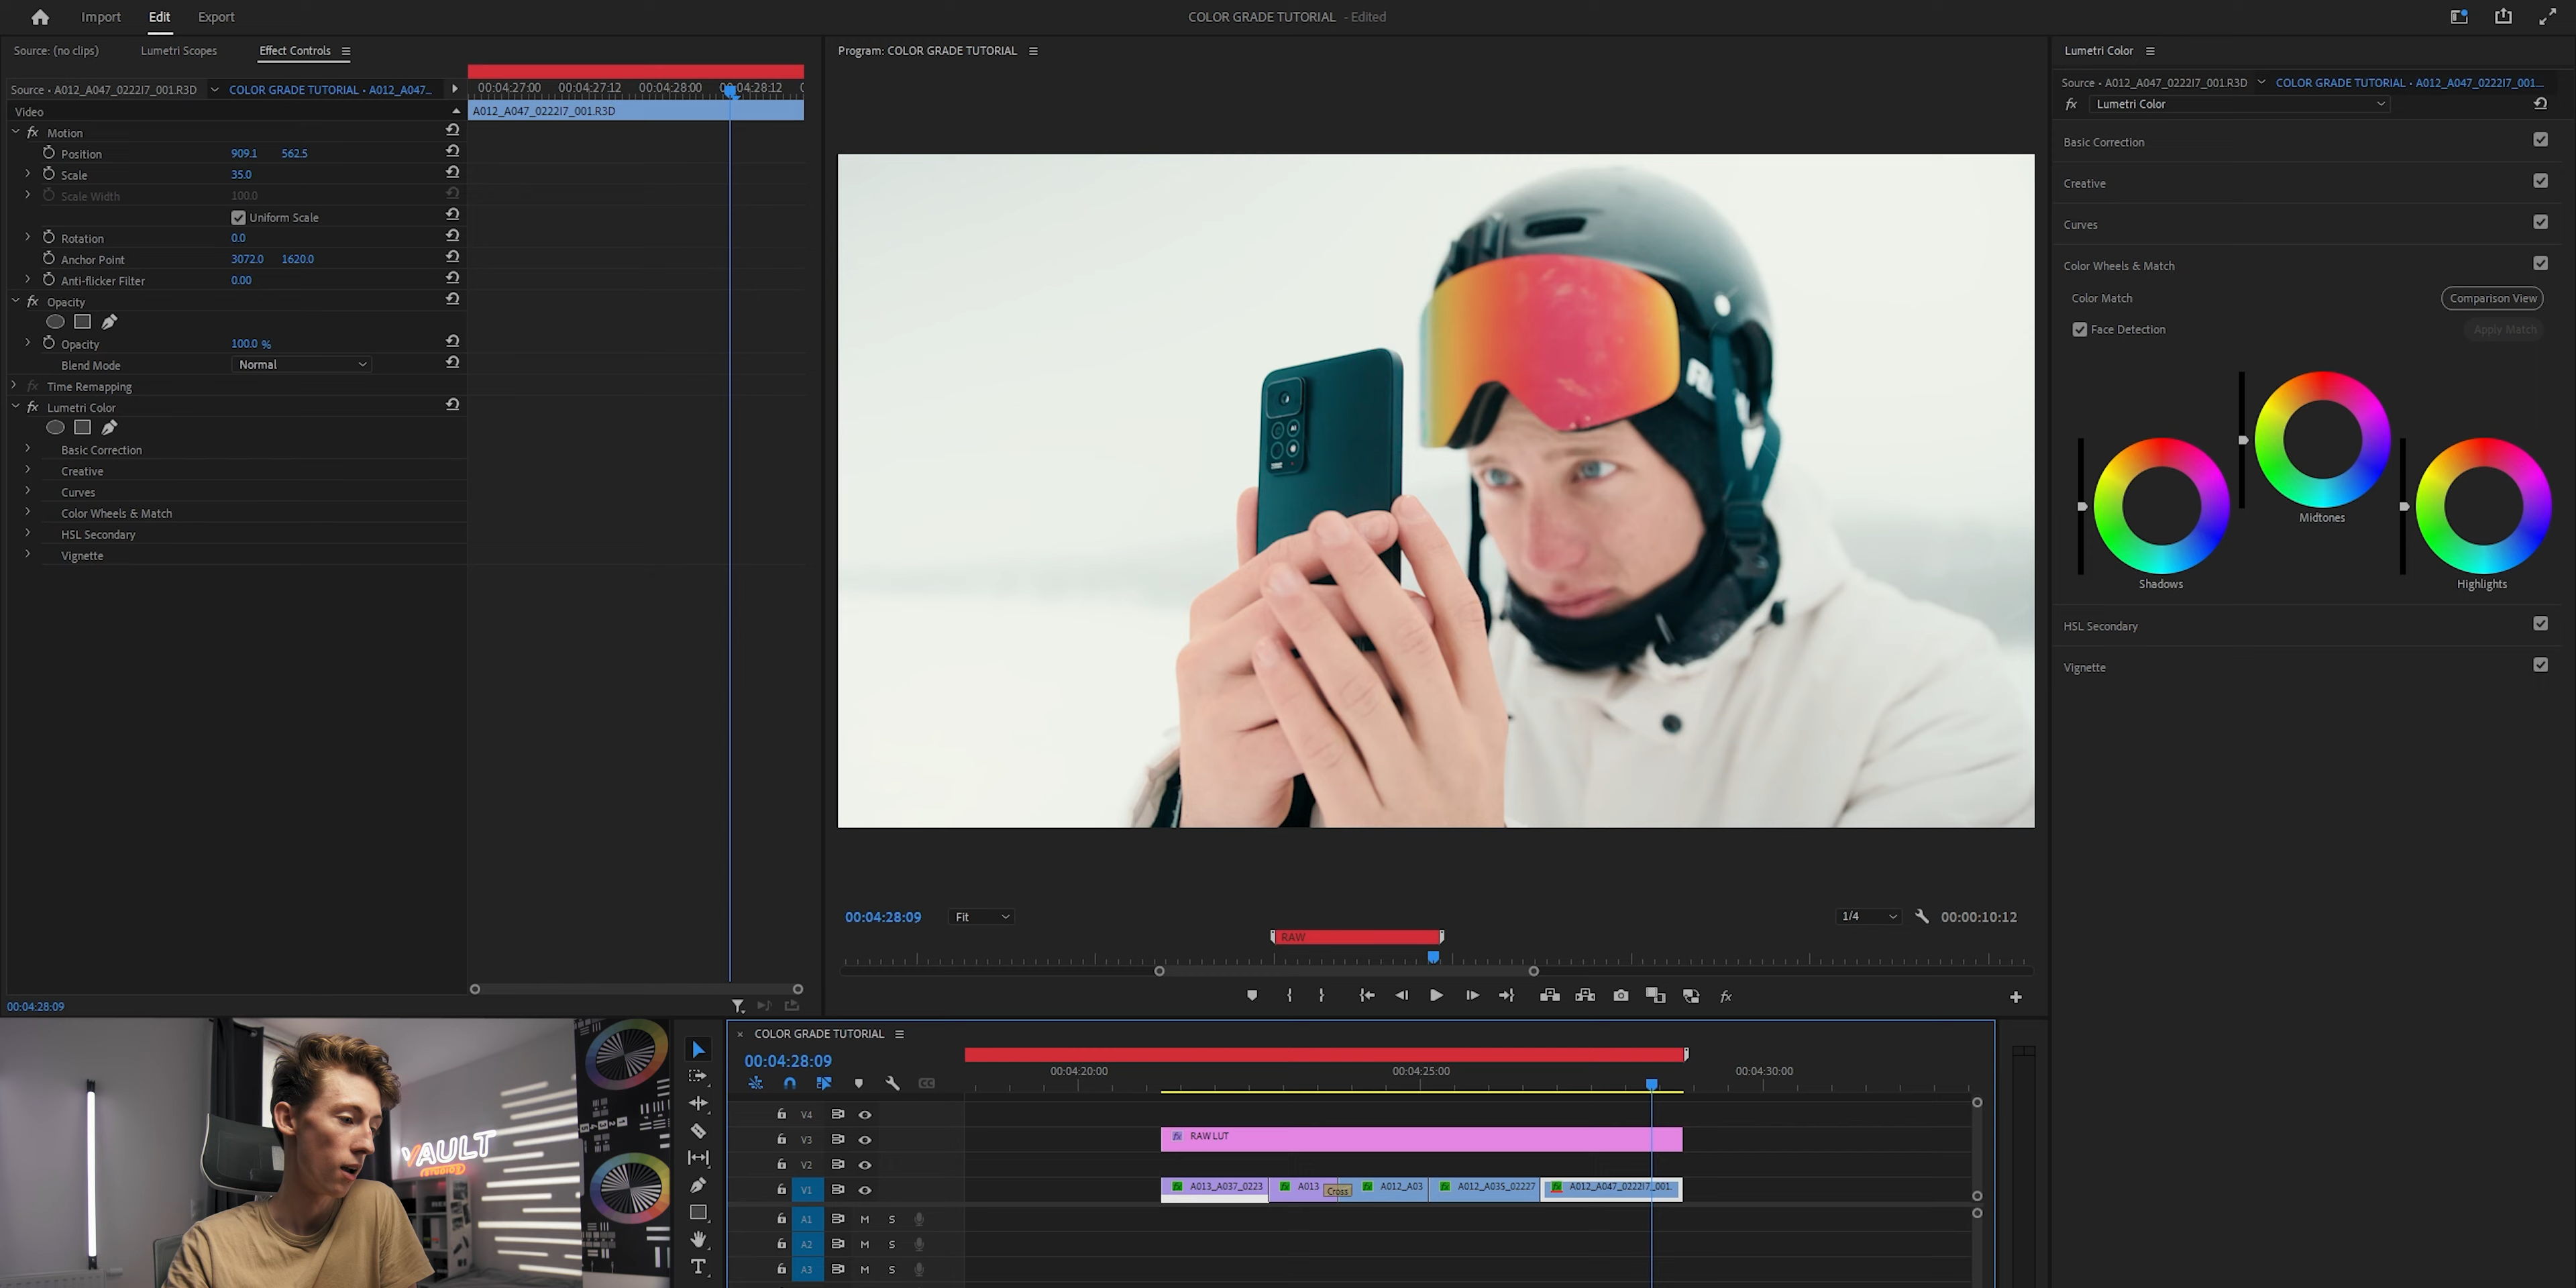 Import Edit Export
COLOR GRADE TUTORIAL - Edited
Source: (no clips) Lumetri Scopes Effect Controls
Source • A012_A047_0222I7_001.R3D COLOR GRADE TUTORIAL • A012_A047...
00:04:27:00 00:04:27:12 00:04:28:00 00:04:28:12
Video
A012_A047_0222I7_001.R3D
fx Motion
Position 909.1 562.5
Scale 35.0
Scale Width 100.0
Uniform Scale
Rotation 0.0
Anchor Point 3072.0 1620.0
Anti-flicker Filter 0.00
fx Opacity
Opacity 100.0 %
Blend Mode Normal
fx Time Remapping
fx Lumetri Color
Basic Correction
Creative
Curves
Color Wheels & Match
HSL Secondary
Vignette
00:04:28:09
Program: COLOR GRADE TUTORIAL
AI
00:04:28:09 Fit 1/4 00:00:10:12
RAW
fx
Lumetri Color
Source • A012_A047_0222I7_001.R3D COLOR GRADE TUTORIAL • A012_A047_0222I7_001...
fx Lumetri Color
Basic Correction
Creative
Curves
Color Wheels & Match
Color Match Comparison View
Face Detection Apply Match
Midtones
Shadows Highlights
HSL Secondary
Vignette
VAULT
STUDIOS
× COLOR GRADE TUTORIAL
00:04:28:09
00:04:20:00 00:04:25:00 00:04:30:00
V4
V3 fx RAW LUT
V2
V1 A013_A037_0223 A013 Cross A012_A03 A012_A035_02227 A012_A047_0222I7_001.
A1 M S
A2 M S
A3 M S
T